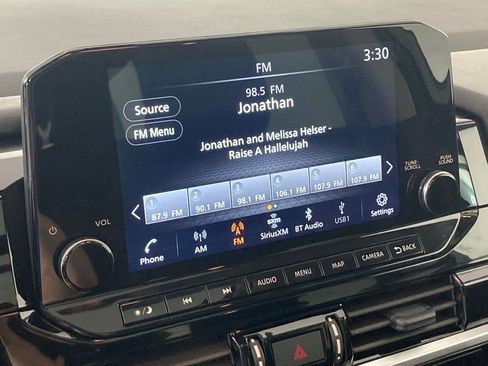 FM
3:30
98.5 FM
Source
Jonathan
FM Menu
Jonathan and Melissa Helser -
Raise A Hallelujah
TUNE-
SCROLL
PUSH
SOUND
1 2 3 4 5 6
87.9 FM 90.1 FM 98.1 FM 106.1 FM 107.9 FM 107.9 FM
VOL
Phone AM FM SiriusXM BT Audio USB1 Settings
AUDIO MENU MAP CAMERA BACK